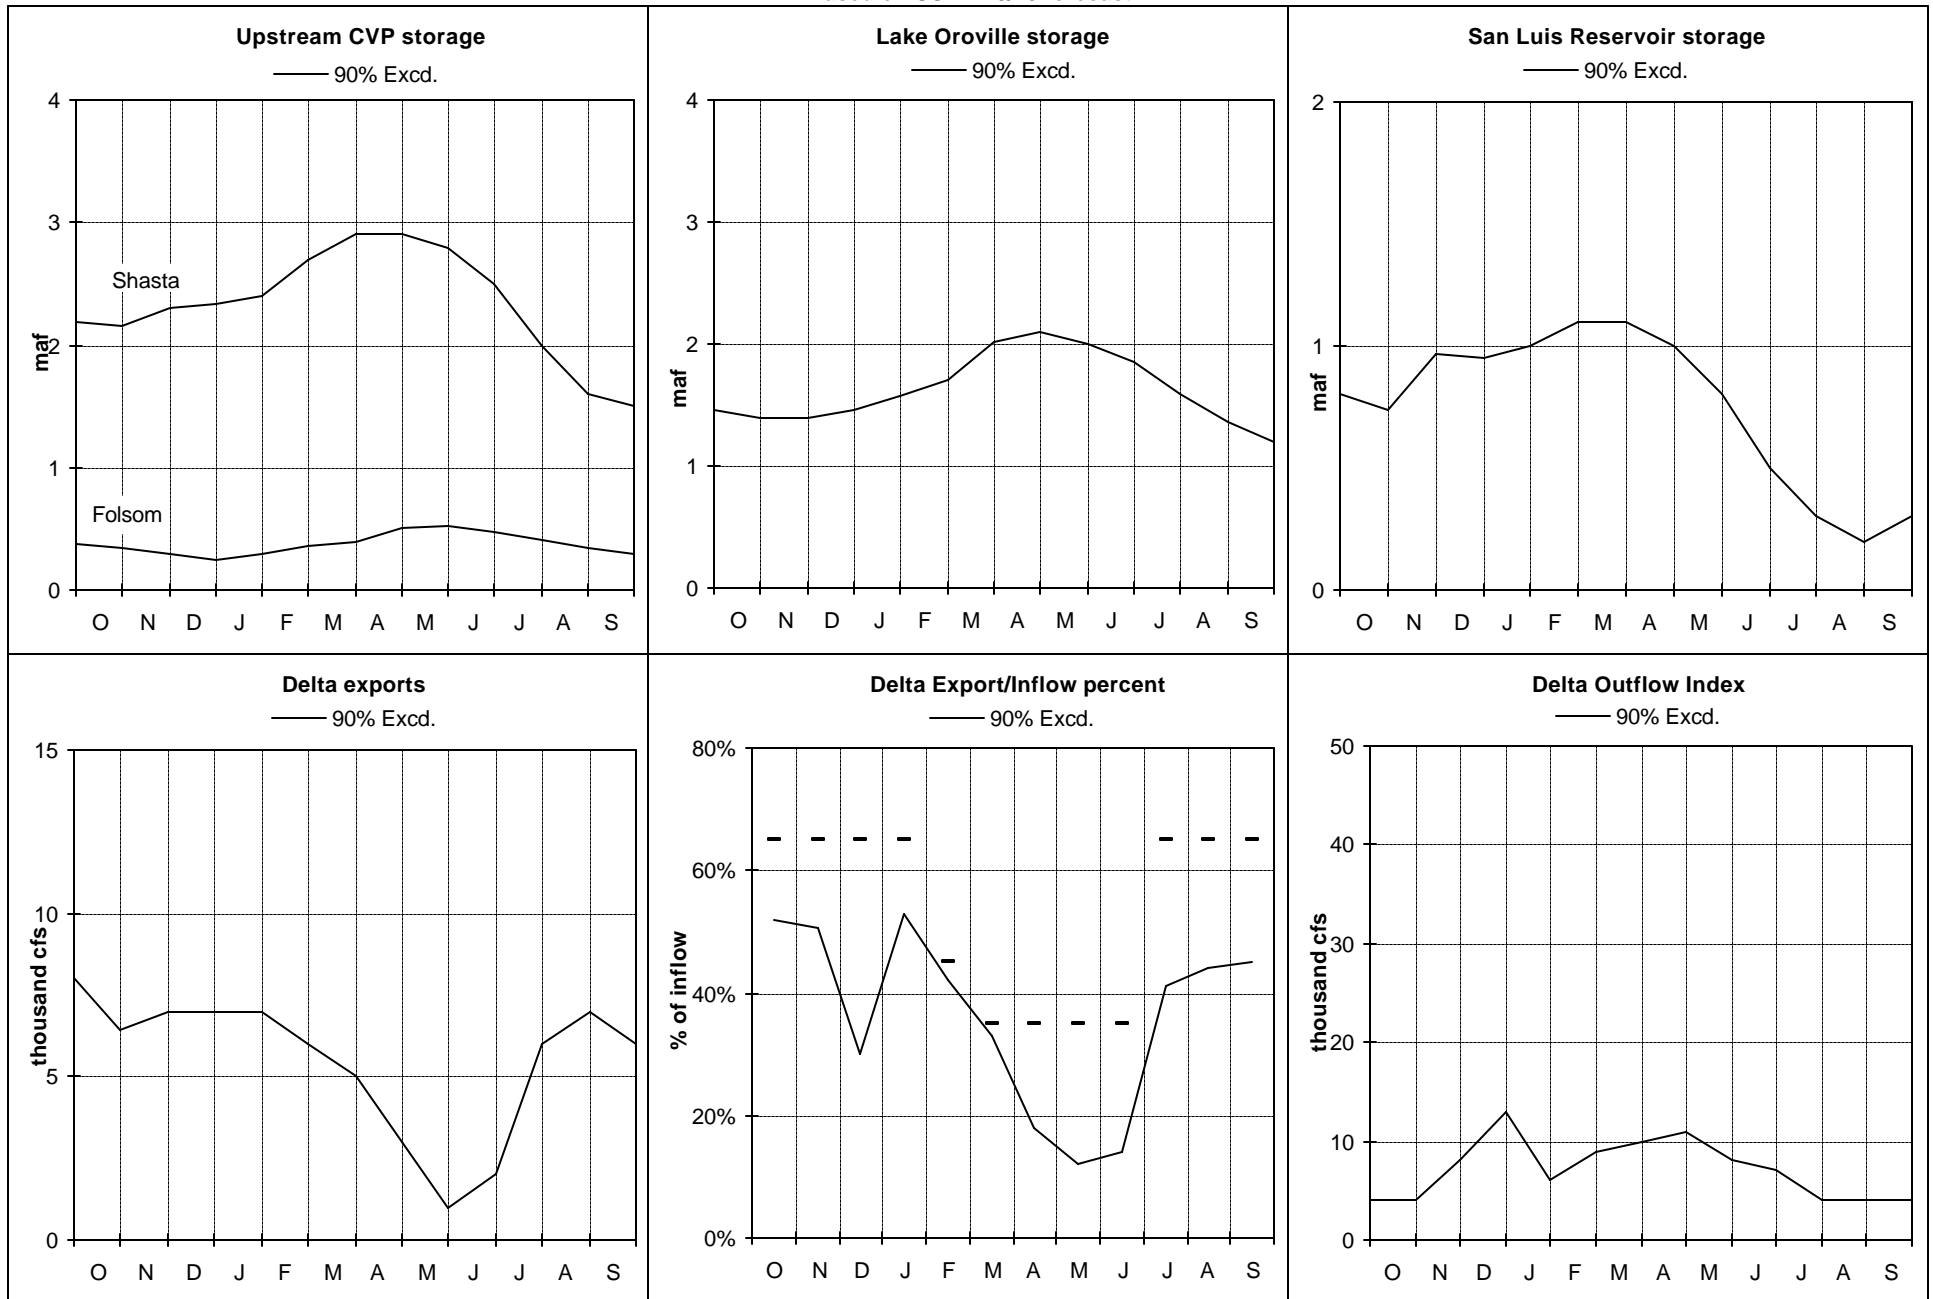 Upstream CVP storage
90% Excd.
4
3
2
1
0
maf
Shasta
Folsom
O N D J F M A M J J A S
Lake Oroville storage
90% Excd.
4
3
2
1
0
maf
O N D J F M A M J J A S
San Luis Reservoir storage
90% Excd.
2
1
0
maf
O N D J F M A M J J A S
Delta exports
90% Excd.
15
10
5
0
thousand cfs
O N D J F M A M J J A S
Delta Export/Inflow percent
90% Excd.
80%
60%
40%
20%
0%
% of inflow
O N D J F M A M J J A S
Delta Outflow Index
90% Excd.
50
40
30
20
10
0
thousand cfs
O N D J F M A M J J A S